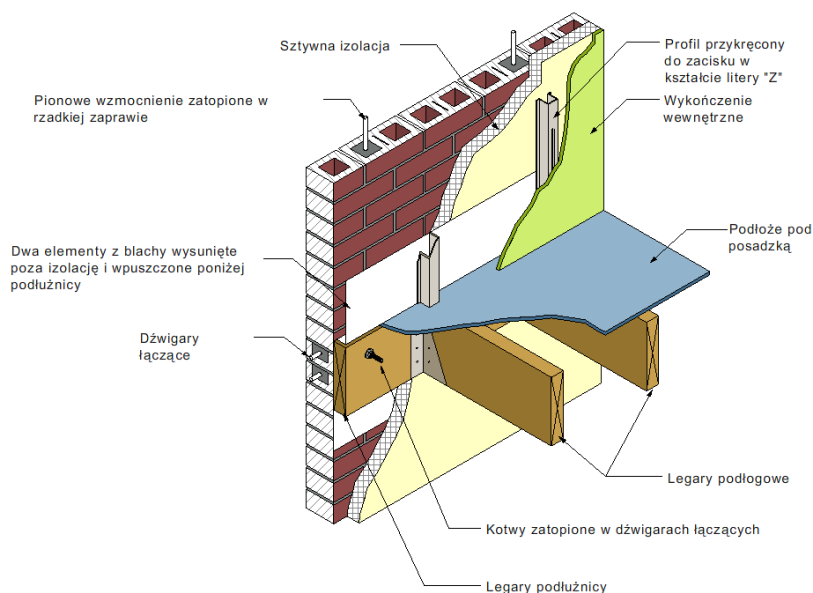 Sztywna izolacja
Profil przykręcony
do zacisku w
kształcie litery "Z"
Pionowe wzmocnienie zatopione w
rzadkiej zaprawie
Wykończenie
wewnętrzne
Podłoże pod
posadzką
Dwa elementy z blachy wysunięte
poza izolację i wpuszczone poniżej
podłużnicy
Dźwigary
łączące
Legary podłogowe
Kotwy zatopione w dźwigarach łączących
Legary podłużnicy